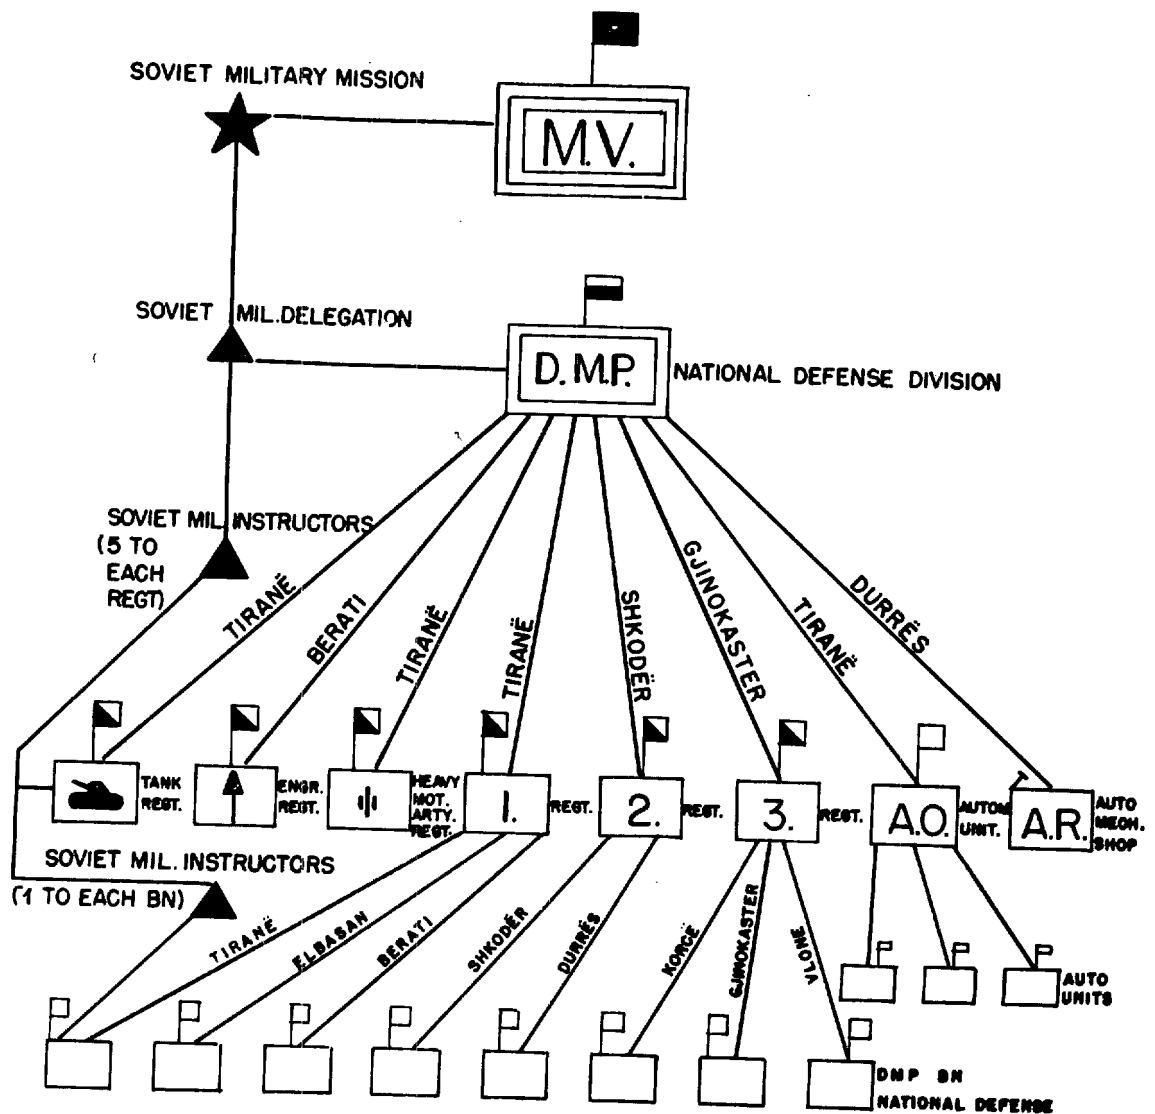 SOVIET MILITARY MISSION
M.V.
SOVIET MIL. DELEGATION
D.M.P.
NATIONAL DEFENSE DIVISION
SOVIET MIL. INSTRUCTORS
(5 TO
EACH
REGT)
TIRANË
BERATI
TIRANË
TIRANË
SHKODËR
GJINOKASTER
TIRANË
DURRËS
TANK
REGT.
ENGR.
REGT.
HEAVY
MOT.
ARTY.
REGT.
1.
REGT.
2.
REGT.
3.
REGT.
A.O.
AUTOM
UNIT.
A.R.
AUTO
MECH.
SHOP
SOVIET MIL. INSTRUCTORS
(1 TO EACH BN)
TIRANË
ELBASAN
BERATI
SHKODËR
DURRËS
KORCË
GJINOKASTER
VLONE
AUTO
UNITS
DMP BN
NATIONAL DEFENSE